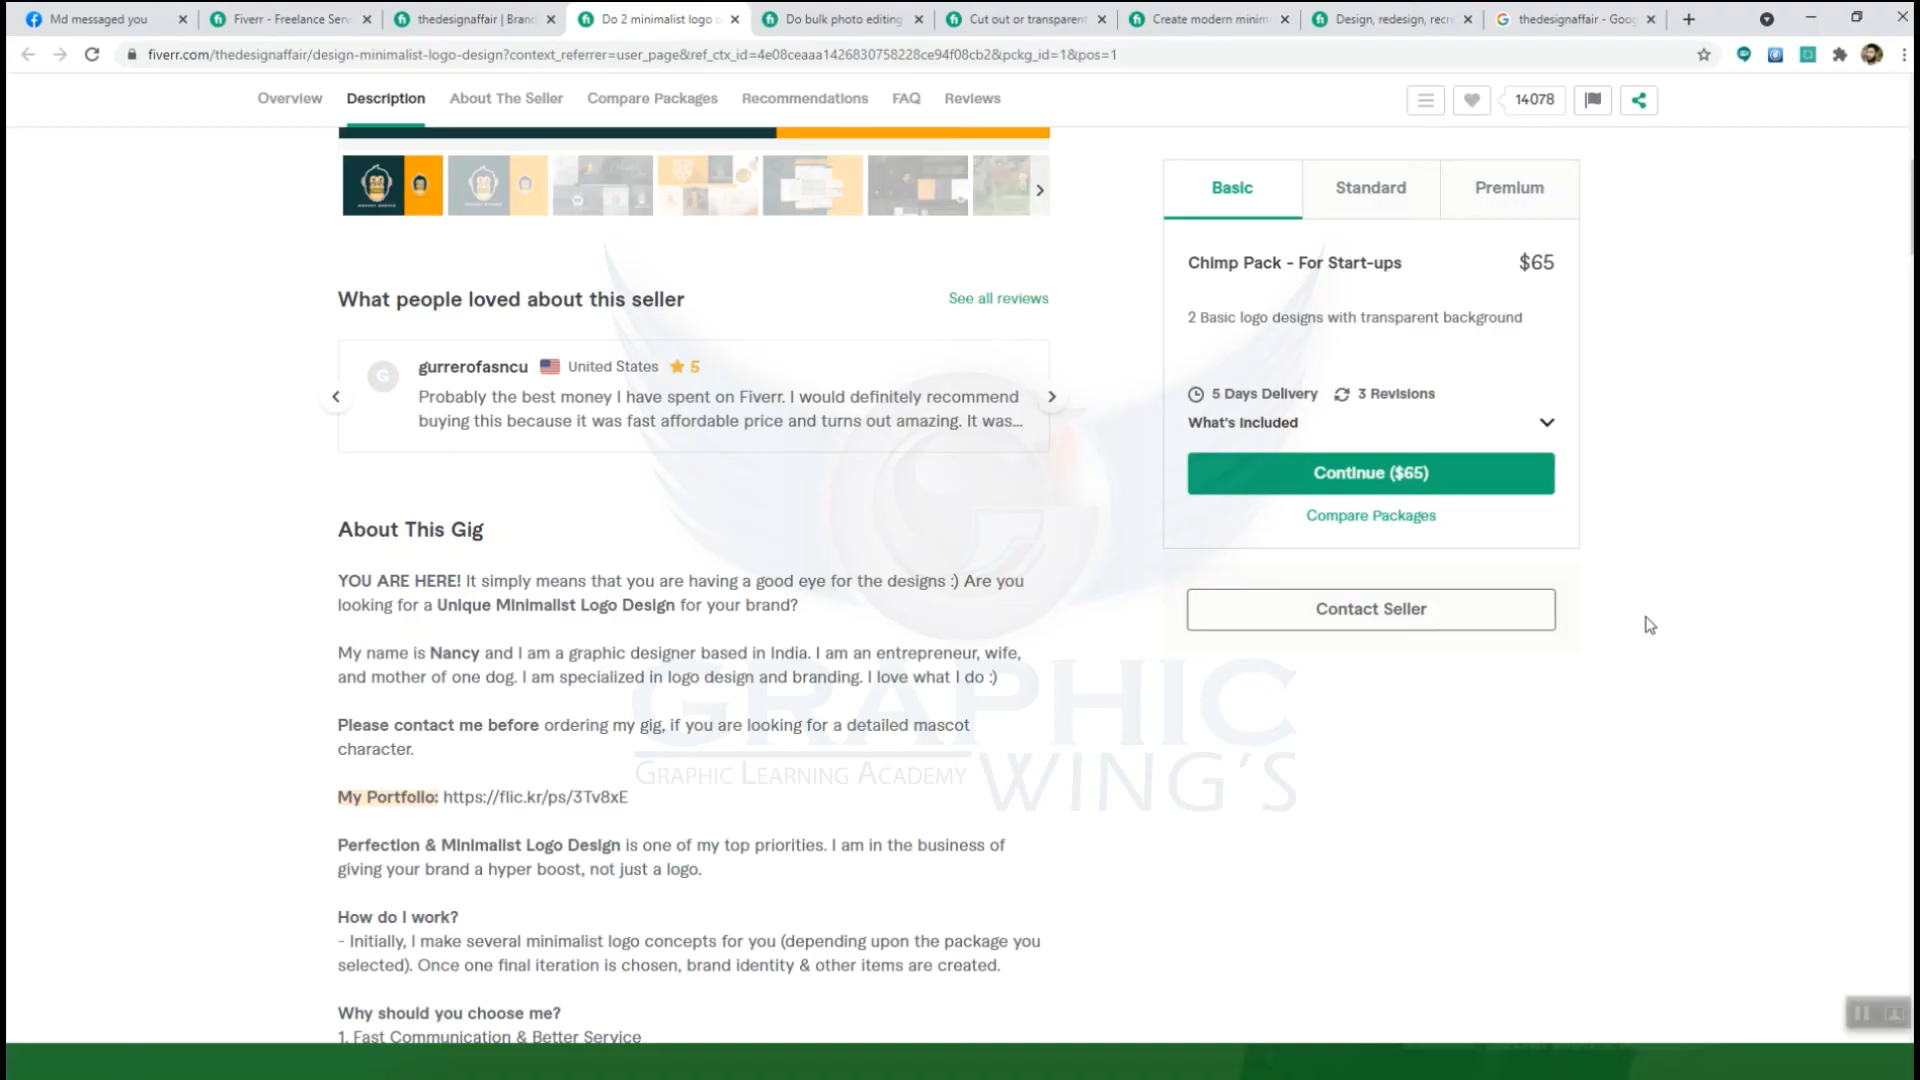 Md messaged you
Fiverr - Freelance Serv
thedesignaffair | Brand
Do 2 minimalist logo
Do bulk photo editing
Cut out or transparent
Create modern minim
Design, redesign, recr
thedesignaffair - Goo
fiverr.com/thedesignaffair/design-minimalist-logo-design?context_referrer=user_page&ref_ctx_id=4e08ceaaa1426830758228ce94f08cb2&pckg_id=1&pos=1
Overview
Description
About The Seller
Compare Packages
Recommendations
FAQ
Reviews
14078
What people loved about this seller
See all reviews
G
gurrerofasncu United States 5
Probably the best money I have spent on Fiverr. I would definitely recommend
buying this because it was fast affordable price and turns out amazing. It was...
About This Gig
YOU ARE HERE! It simply means that you are having a good eye for the designs :) Are you
looking for a Unique Minimalist Logo Design for your brand?
My name is Nancy and I am a graphic designer based in India. I am an entrepreneur, wife,
and mother of one dog. I am specialized in logo design and branding. I love what I do :)
Please contact me before ordering my gig, if you are looking for a detailed mascot
character.
My Portfolio: https://flic.kr/ps/3Tv8xE
Perfection & Minimalist Logo Design is one of my top priorities. I am in the business of
giving your brand a hyper boost, not just a logo.
How do I work?
- Initially, I make several minimalist logo concepts for you (depending upon the package you
selected). Once one final iteration is chosen, brand identity & other items are created.
Why should you choose me?
1. Fast Communication & Better Service
Basic
Standard
Premium
Chimp Pack - For Start-ups
$65
2 Basic logo designs with transparent background
5 Days Delivery
3 Revisions
What's Included
Continue ($65)
Compare Packages
Contact Seller
GRAPHIC
GRAPHIC LEARNING ACADEMY
WING'S